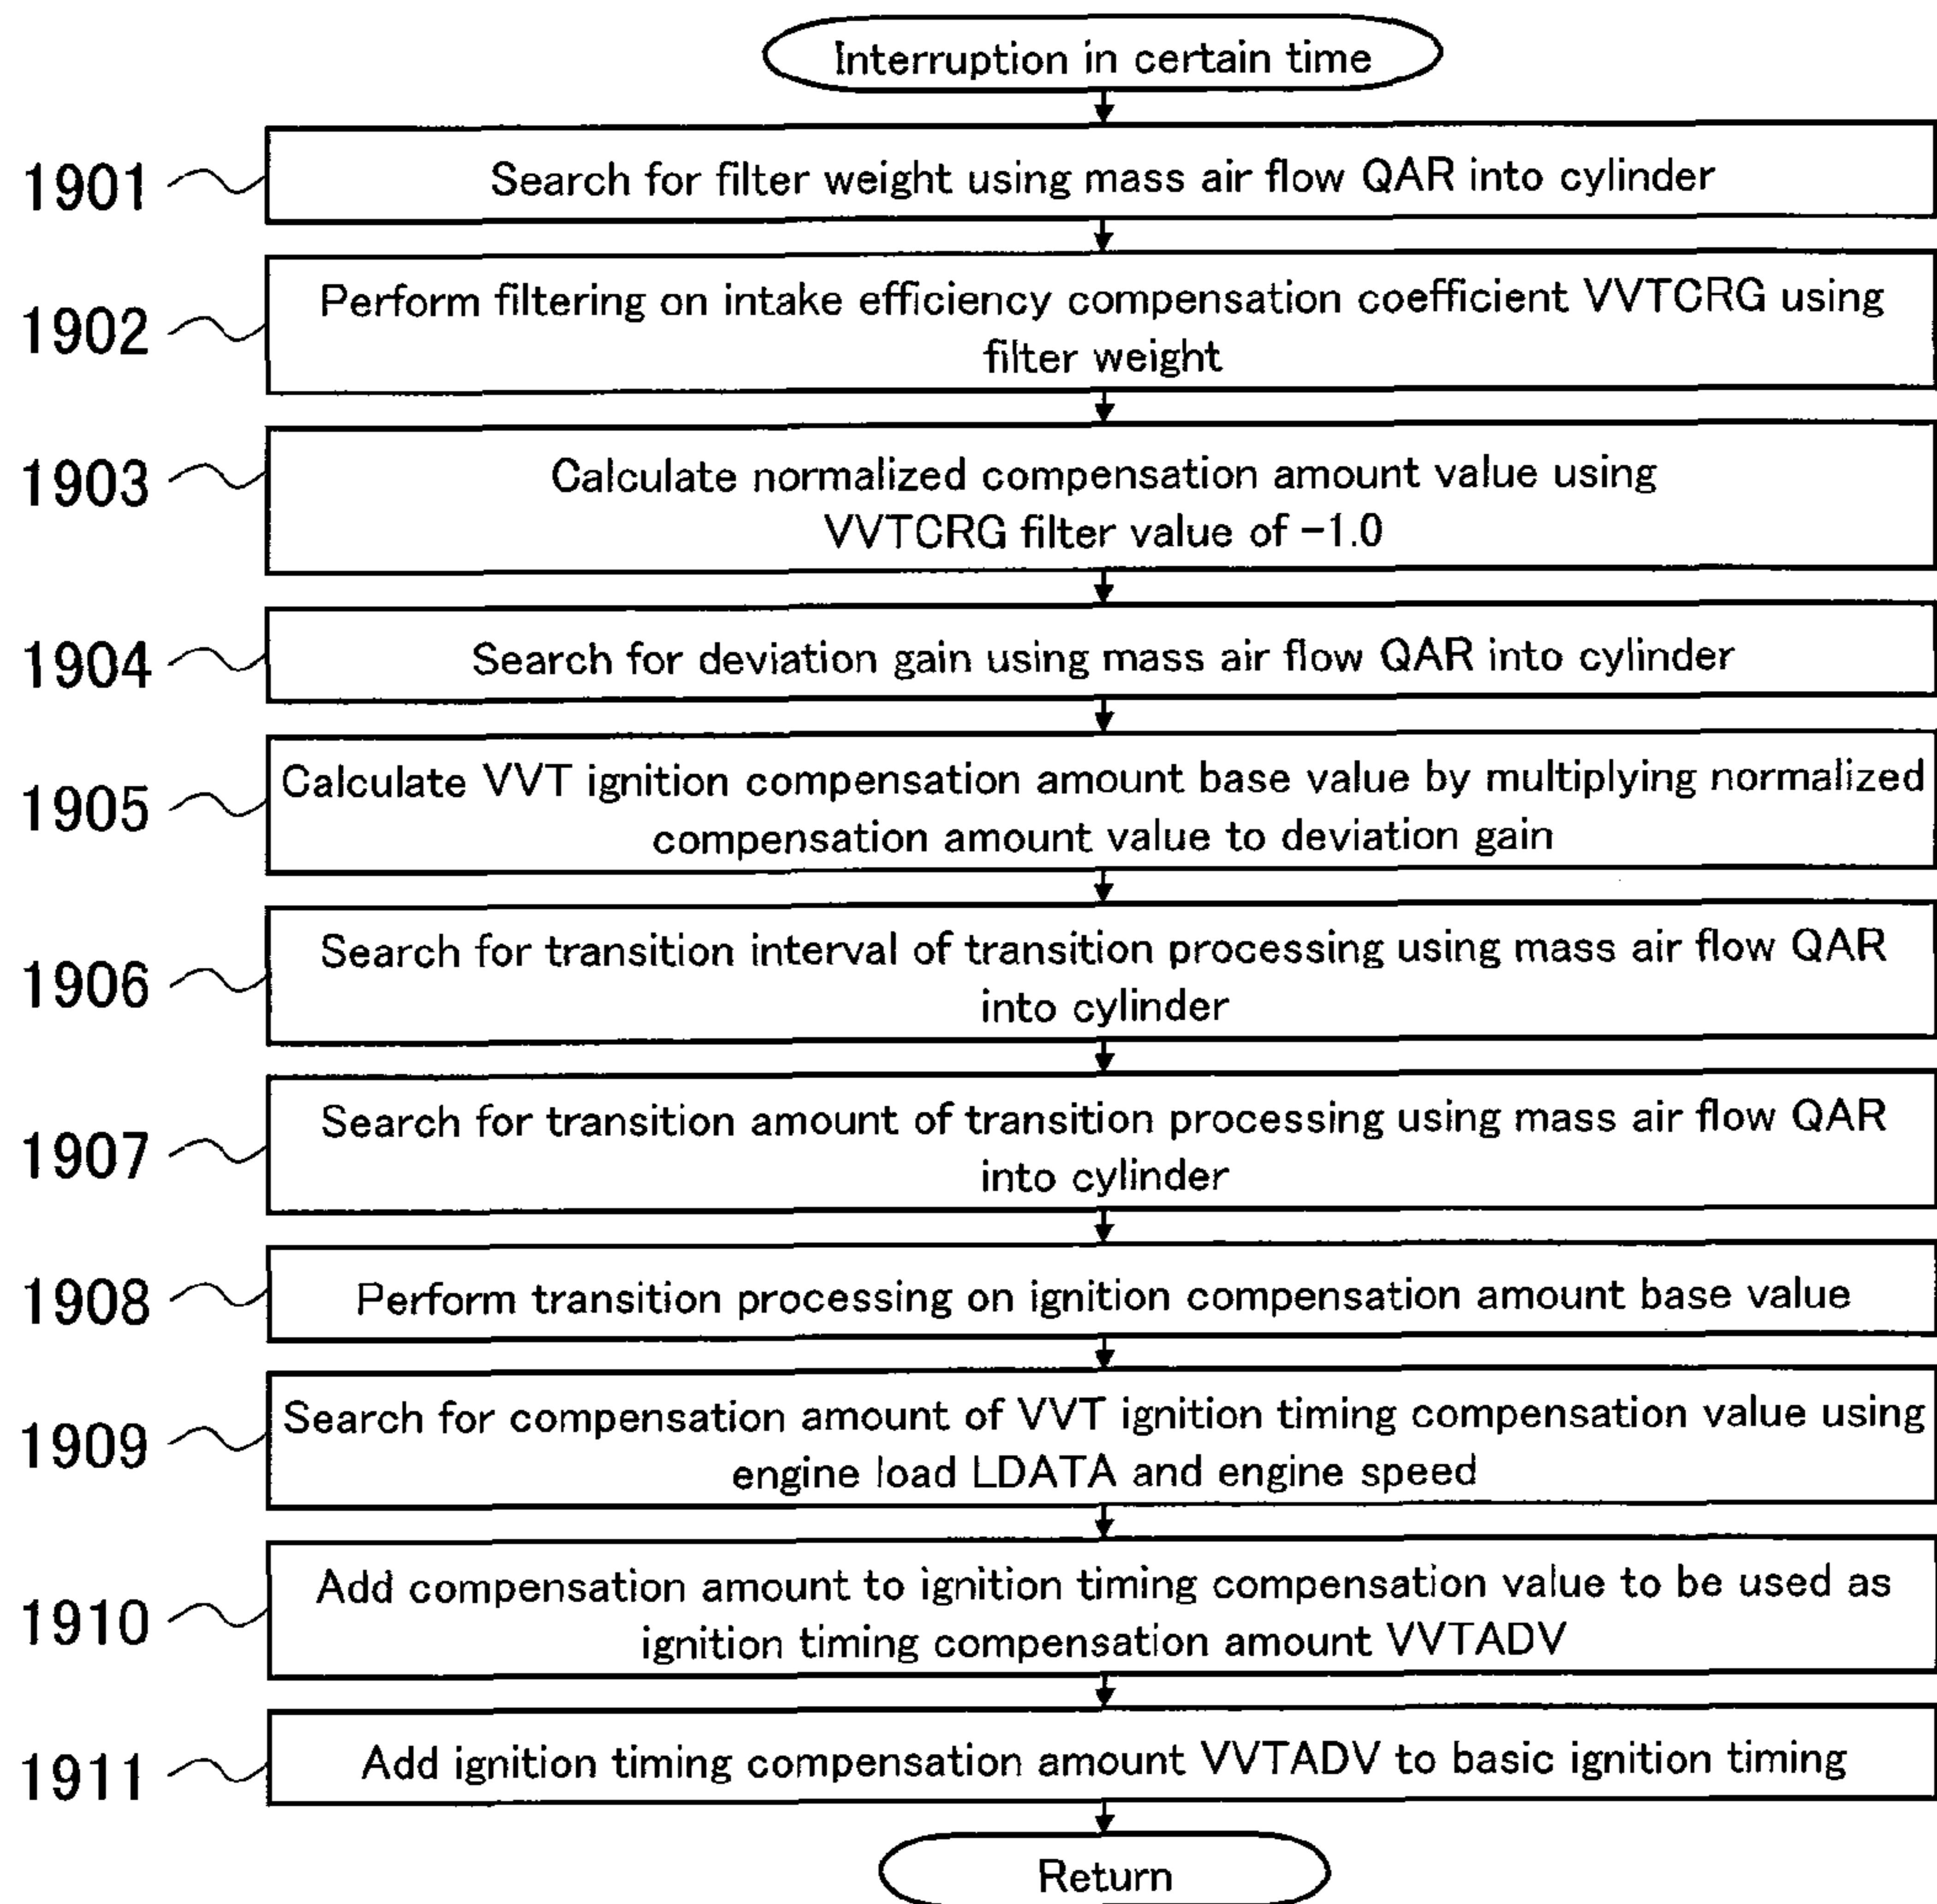 Interruption in certain time
1901
Search for filter weight using mass air flow QAR into cylinder
1902
Perform filtering on intake efficiency compensation coefficient VVTCRG using
filter weight
1903
Calculate normalized compensation amount value using
VVTCRG filter value of -1.0
1904
Search for deviation gain using mass air flow QAR into cylinder
1905
Calculate VVT ignition compensation amount base value by multiplying normalized
compensation amount value to deviation gain
1906
Search for transition interval of transition processing using mass air flow QAR
into cylinder
1907
Search for transition amount of transition processing using mass air flow QAR
into cylinder
1908
Perform transition processing on ignition compensation amount base value
1909
Search for compensation amount of VVT ignition timing compensation value using
engine load LDATA and engine speed
1910
Add compensation amount to ignition timing compensation value to be used as
ignition timing compensation amount VVTADV
1911
Add ignition timing compensation amount VVTADV to basic ignition timing
Return